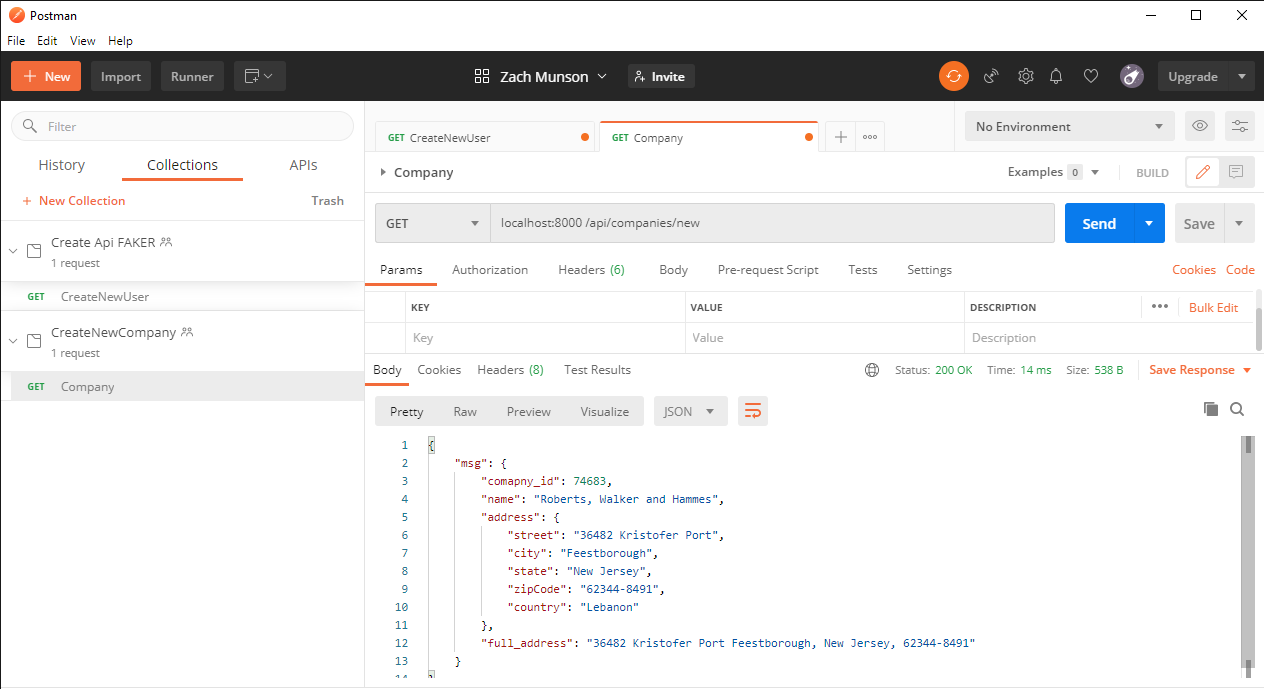 Postman
File Edit View Help
New Import Runner Zach Munson Invite Upgrade
Filter
History Collections APIs
New Collection Trash
Create Api FAKER
1 request
GET CreateNewUser
CreateNewCompany
1 request
GET Company
GET CreateNewUser GET Company No Environment
Company Examples 0 BUILD
GET localhost:8000 /api/companies/new Send Save
Params Authorization Headers (6) Body Pre-request Script Tests Settings Cookies Code
KEY VALUE DESCRIPTION Bulk Edit
Key Value Description
Body Cookies Headers (8) Test Results Status: 200 OK Time: 14 ms Size: 538 B Save Response
Pretty Raw Preview Visualize JSON
1 {
2 "msg": {
3 "comapny_id": 74683,
4 "name": "Roberts, Walker and Hammes",
5 "address": {
6 "street": "36482 Kristofer Port",
7 "city": "Feestborough",
8 "state": "New Jersey",
9 "zipCode": "62344-8491",
10 "country": "Lebanon"
11 },
12 "full_address": "36482 Kristofer Port Feestborough, New Jersey, 62344-8491"
13 }
14 }